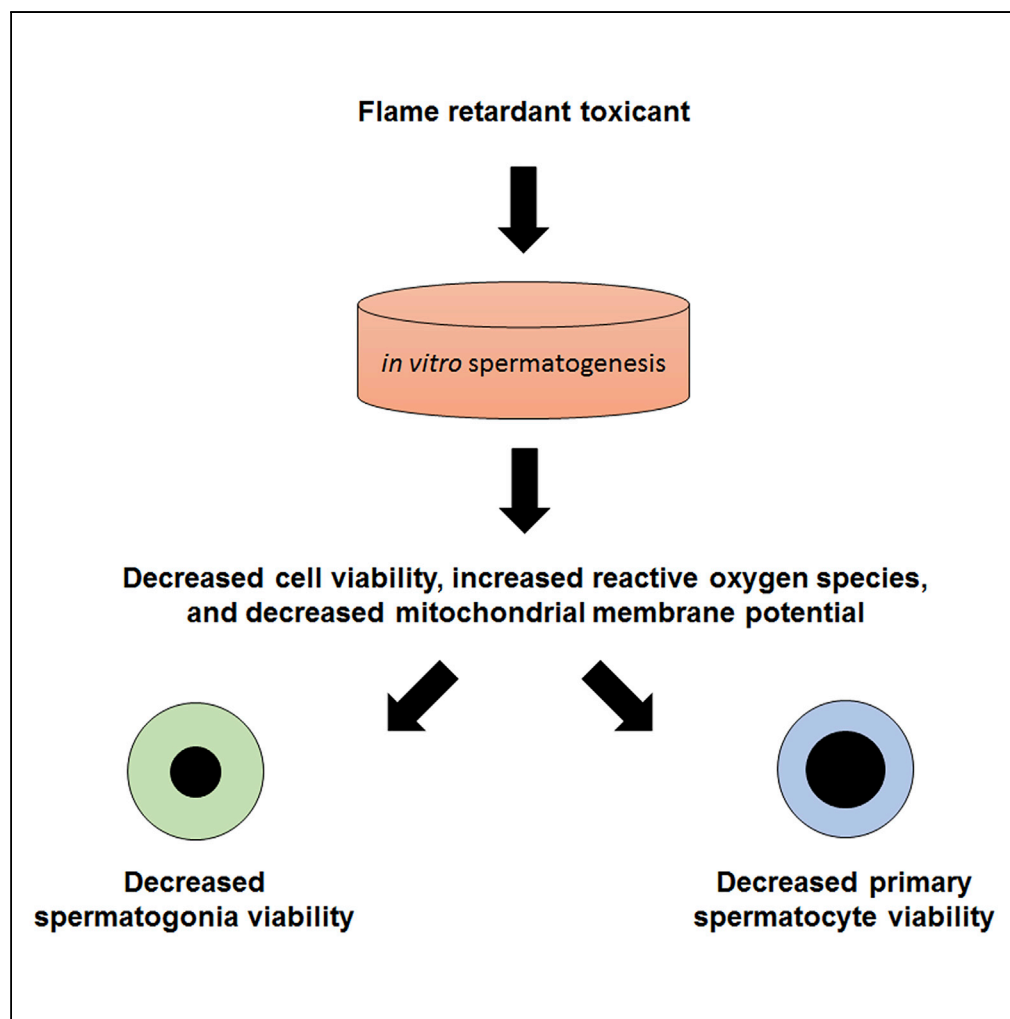 Flame retardant toxicant
in vitro spermatogenesis
Decreased cell viability, increased reactive oxygen species,
and decreased mitochondrial membrane potential
Decreased
spermatogonia viability
Decreased primary
spermatocyte viability